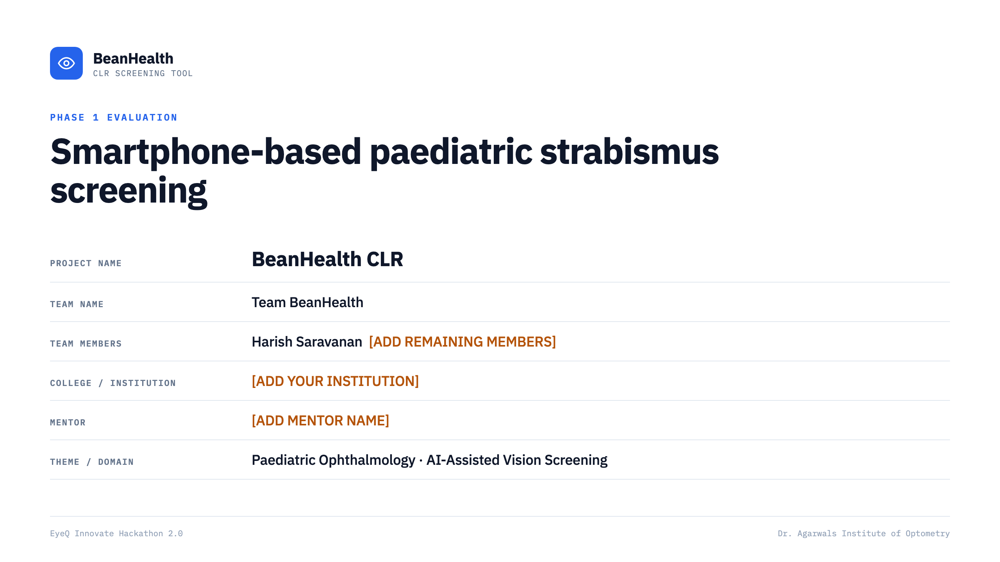 BeanHealth
CLR SCREENING TOOL
PHASE 1 EVALUATION
Smartphone-based paediatric strabismus
screening
PROJECT NAME BeanHealth CLR
TEAM NAME Team BeanHealth
TEAM MEMBERS Harish Saravanan [ADD REMAINING MEMBERS]
COLLEGE / INSTITUTION [ADD YOUR INSTITUTION]
MENTOR [ADD MENTOR NAME]
THEME / DOMAIN Paediatric Ophthalmology · AI-Assisted Vision Screening
EyeQ Innovate Hackathon 2.0 Dr. Agarwals Institute of Optometry